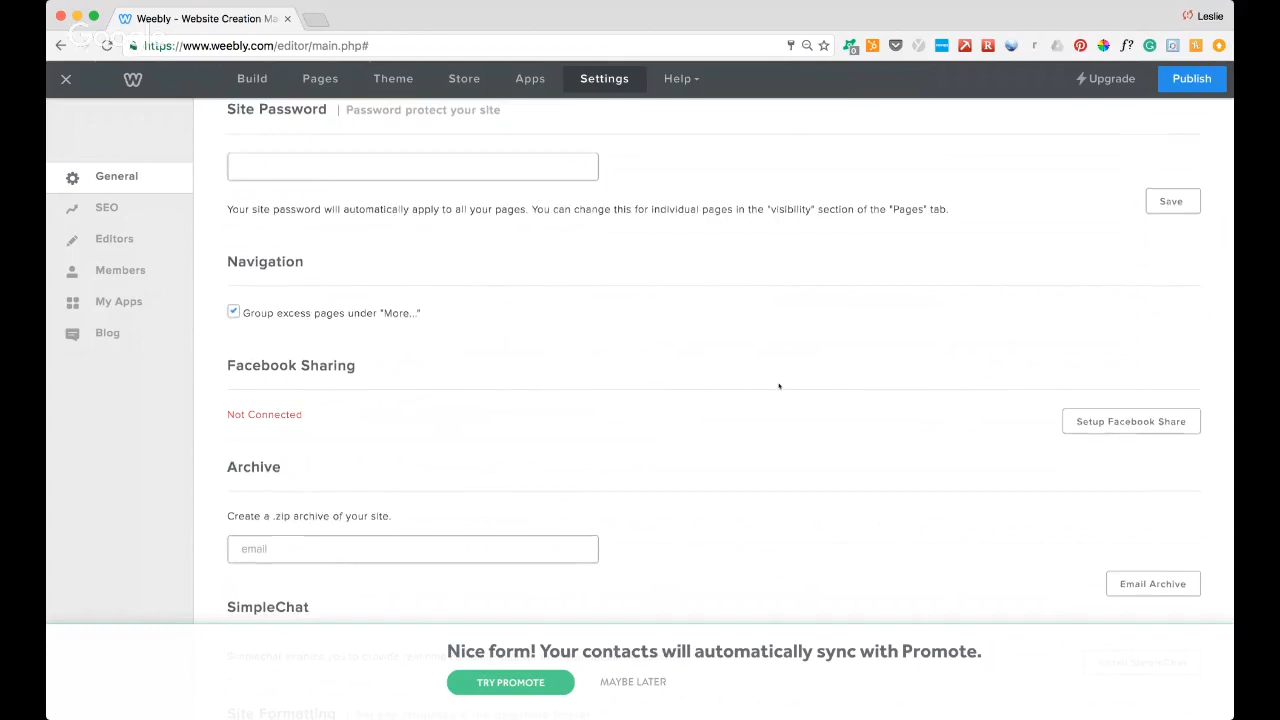 Weebly - Website Creation Ma
Leslie
Google
https://www.weebly.com/editor/main.php#
Build
Pages
Theme
Store
Apps
Settings
Help
Upgrade
Publish
Site Password | Password protect your site
General
SEO
Editors
Members
My Apps
Blog
Your site password will automatically apply to all your pages. You can change this for individual pages in the "visibility" section of the "Pages" tab.
Save
Navigation
Group excess pages under "More..."
Facebook Sharing
Not Connected
Setup Facebook Share
Archive
Create a .zip archive of your site.
email
Email Archive
SimpleChat
Nice form! Your contacts will automatically sync with Promote.
TRY PROMOTE
MAYBE LATER
Site Formatting